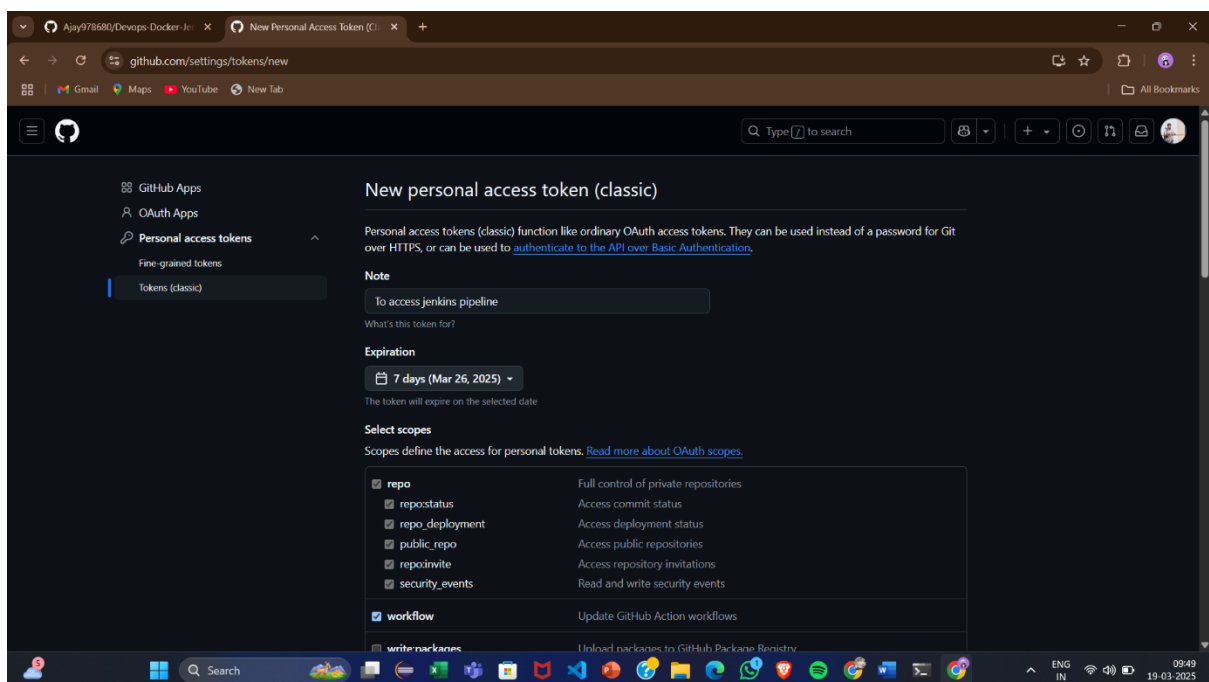 Ajay978680/Devops-Docker-Je
New Personal Access Token (Cl
github.com/settings/tokens/new
Gmail
Maps
YouTube
New Tab
All Bookmarks
Type / to search
GitHub Apps
OAuth Apps
Personal access tokens
Fine-grained tokens
Tokens (classic)
New personal access token (classic)
Personal access tokens (classic) function like ordinary OAuth access tokens. They can be used instead of a password for Git
over HTTPS, or can be used to authenticate to the API over Basic Authentication.
Note
To access jenkins pipeline
What's this token for?
Expiration
7 days (Mar 26, 2025)
The token will expire on the selected date
Select scopes
Scopes define the access for personal tokens. Read more about OAuth scopes.
repo Full control of private repositories
repo:status Access commit status
repo_deployment Access deployment status
public_repo Access public repositories
repo:invite Access repository invitations
security_events Read and write security events
workflow Update GitHub Action workflows
write:packages Upload packages to GitHub Package Registry
5
Search
ENG
IN
09:49
19-03-2025